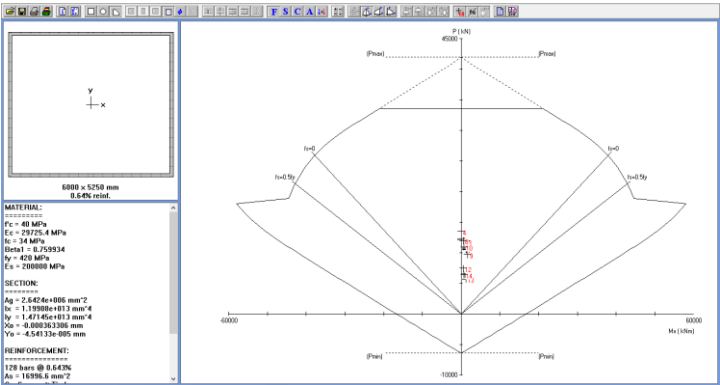 F S C A
y
x
6000 x 5250 mm
0.64% reinf.
MATERIAL:
=========
f'c = 40 MPa
Ec = 29725.4 MPa
fc = 34 MPa
Beta1 = 0.759934
fy = 420 MPa
Es = 200000 MPa
SECTION:
========
Ag = 2.6424e+006 mm^2
Ix = 1.19908e+013 mm^4
Iy = 1.47145e+013 mm^4
Xo = -0.000363306 mm
Yo = -4.54133e-005 mm
REINFORCEMENT:
==============
128 bars @ 0.643%
As = 16996.6 mm^2
P ( kN)
45000
(Pmax)
(Pmax)
fs=0
fs=0
fs=0.5fy
fs=0.5fy
-60000
60000
Mx ( kNm)
(Pmin)
(Pmin)
-10000